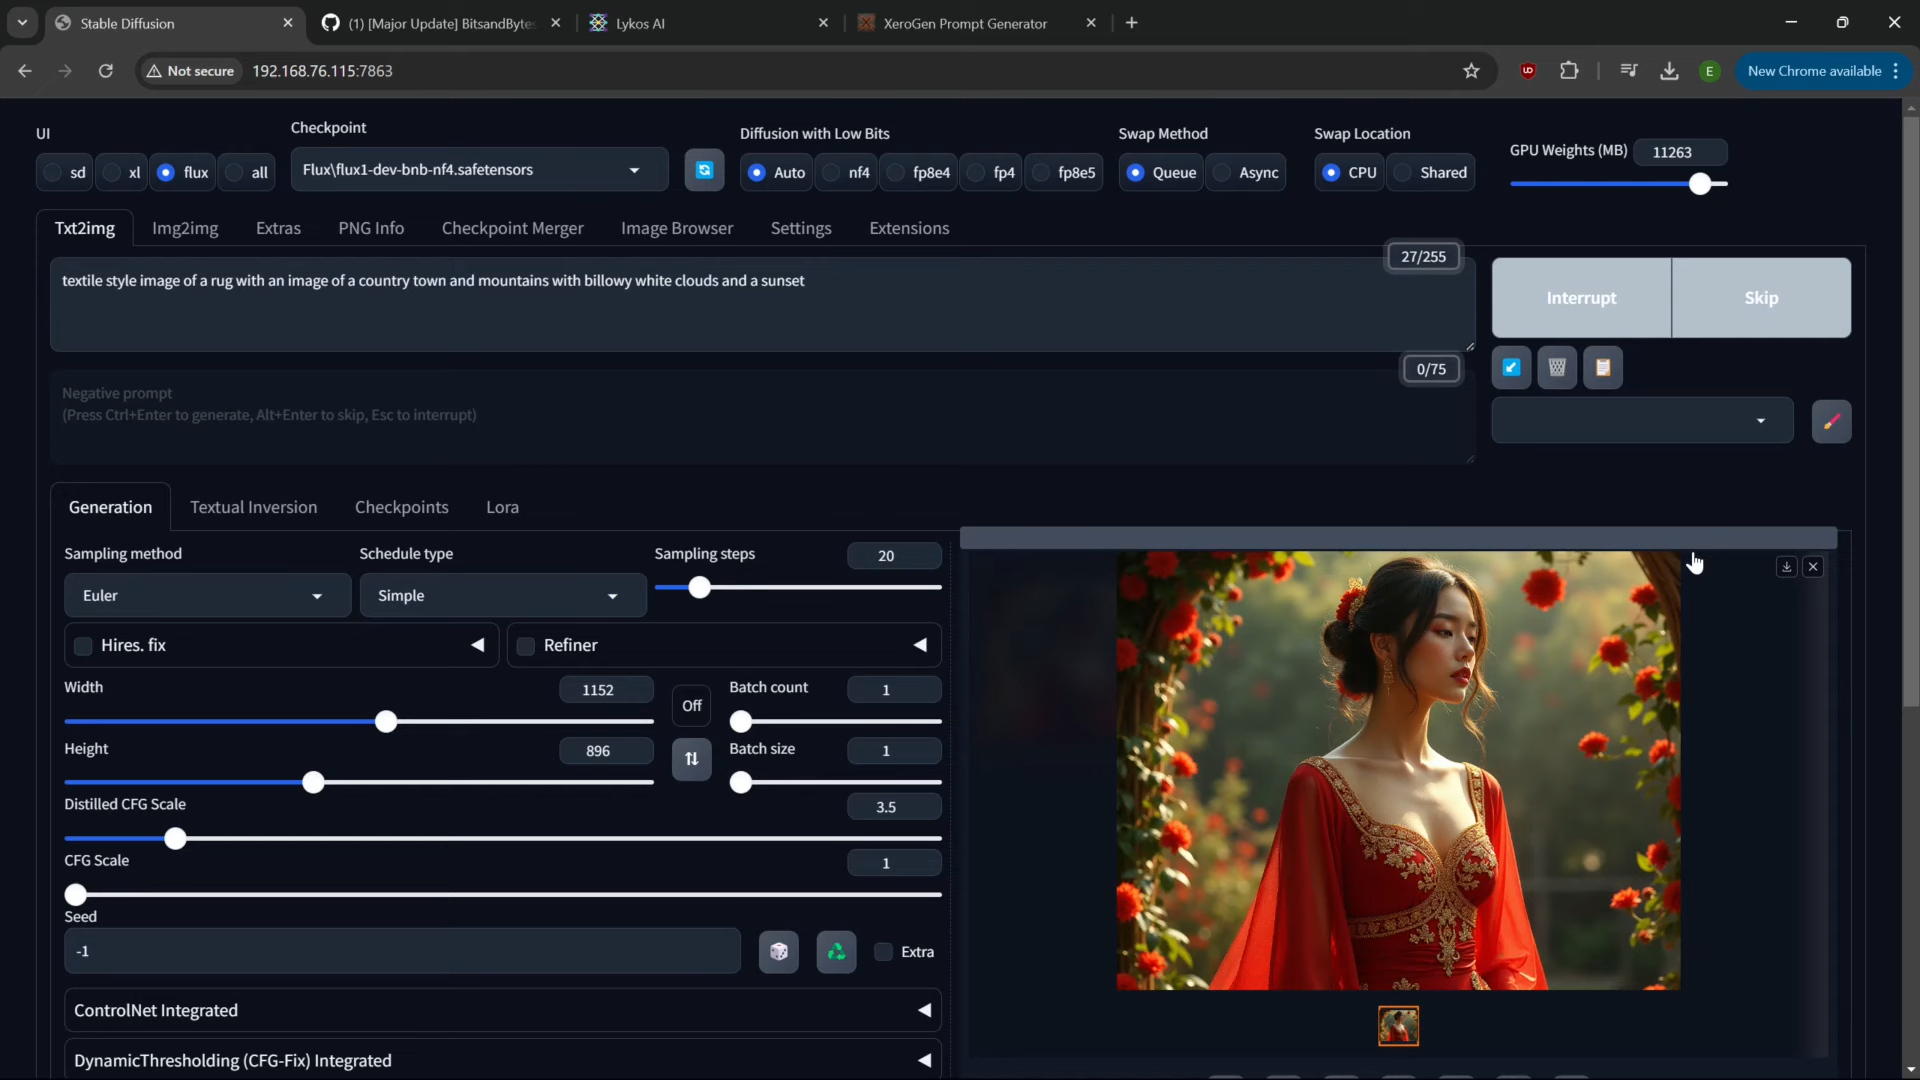 Stable Diffusion
(1) [Major Update] BitsandByte
Lykos AI
XeroGen Prompt Generator
Not secure
192.168.76.115:7863
E
New Chrome available
UI
sd
xl
flux
all
Checkpoint
Flux\flux1-dev-bnb-nf4.safetensors
Diffusion with Low Bits
Auto
nf4
fp8e4
fp4
fp8e5
Swap Method
Queue
Async
Swap Location
CPU
Shared
GPU Weights (MB)
11263
Txt2img
Img2img
Extras
PNG Info
Checkpoint Merger
Image Browser
Settings
Extensions
27/255
textile style image of a rug with an image of a country town and mountains with billowy white clouds and a sunset
Interrupt
Skip
0/75
Negative prompt
(Press Ctrl+Enter to generate, Alt+Enter to skip, Esc to interrupt)
Generation
Textual Inversion
Checkpoints
Lora
Sampling method
Euler
Schedule type
Simple
Sampling steps
20
Hires. fix
Refiner
Width
1152
Off
Batch count
1
Height
896
Batch size
1
Distilled CFG Scale
3.5
CFG Scale
1
Seed
-1
Extra
ControlNet Integrated
DynamicThresholding (CFG-Fix) Integrated